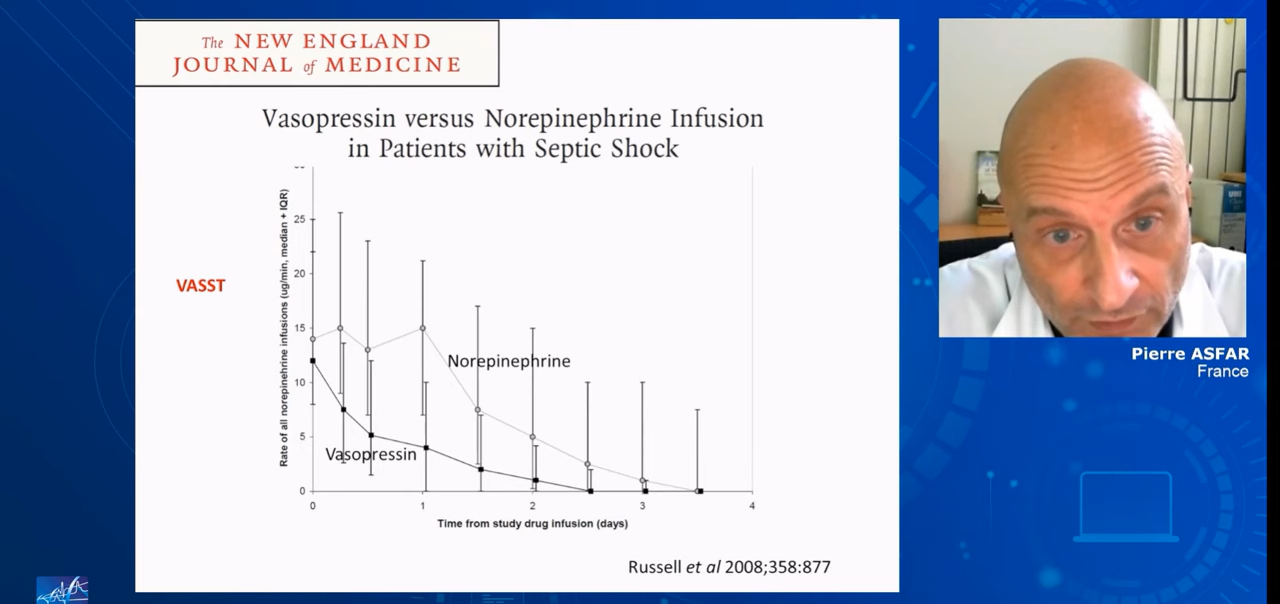 The NEW ENGLAND
JOURNAL of MEDICINE
Vasopressin versus Norepinephrine Infusion
in Patients with Septic Shock
VASST
Rate of all norepinehrine infusions (ug/min, median + IQR)
25
20
15
10
5
0
Norepinephrine
Vasopressin
0 1 2 3 4
Time from study drug infusion (days)
Russell et al 2008;358:877
Pierre ASFAR
France